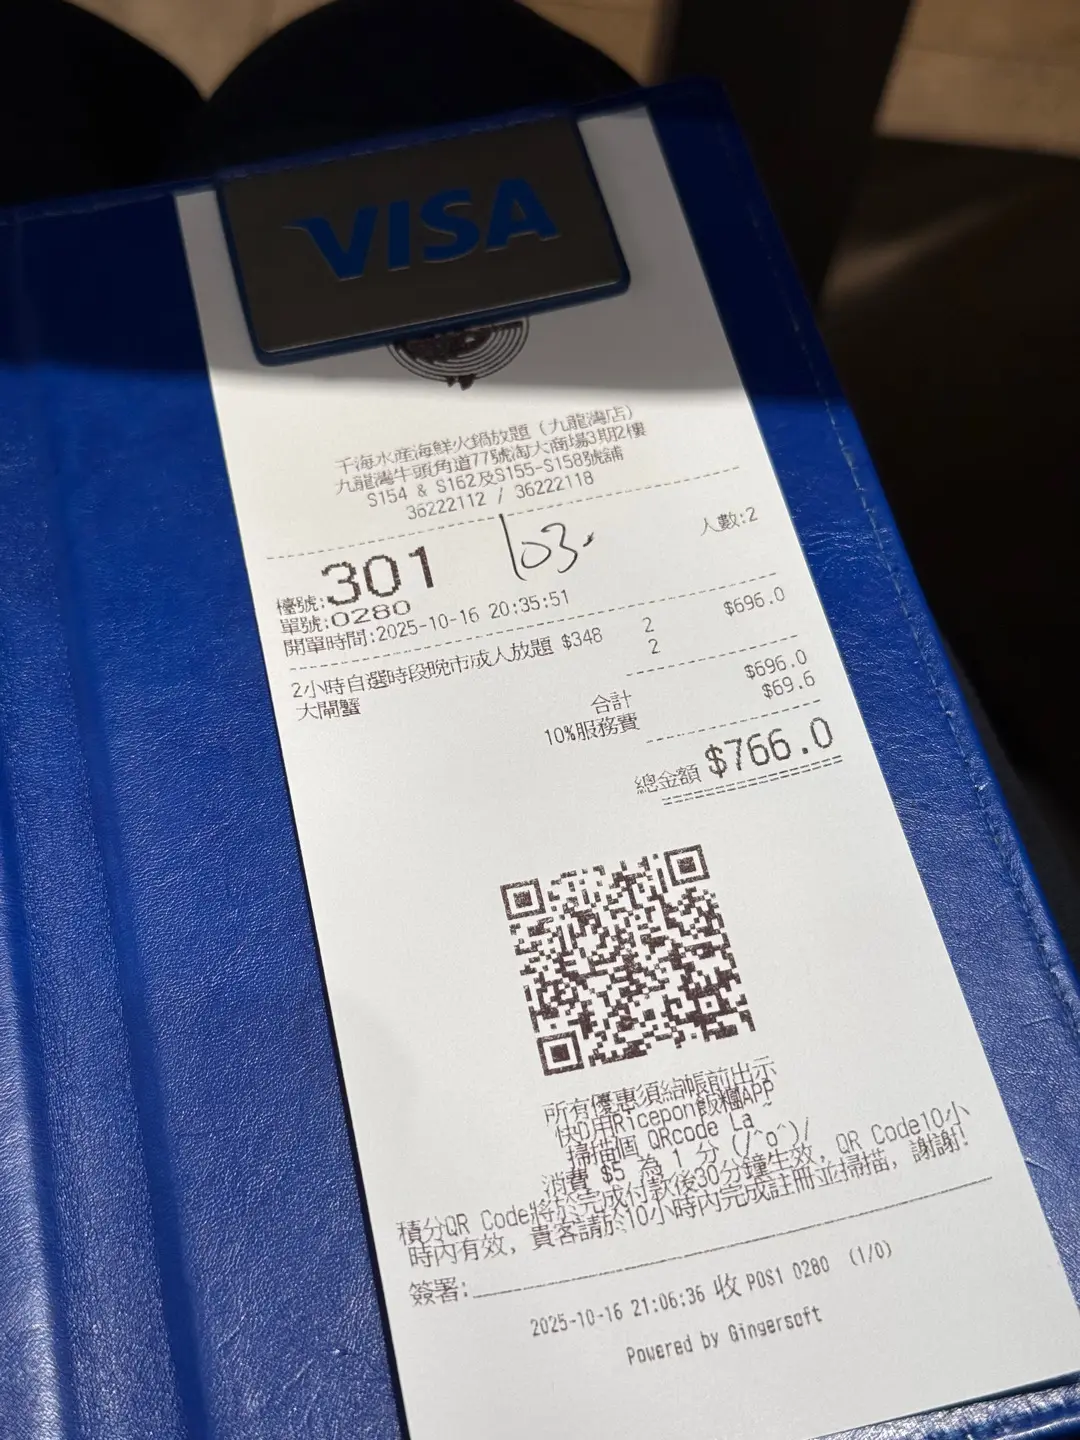 VISA
千海水産海鮮火鍋放題 (九龍灣店)
九龍灣牛頭角道77號淘大商場3期2樓
S154 & S162及S155-S158號舖
36222112 / 36222118
檯號:301 103. 人數:2
單號:0280
開單時間:2025-10-16 20:35:51
2小時自選時段晚市成人放題 $348 2 $696.0
大閘蟹 2
合計 $696.0
10%服務費 $69.6
總金額 $766.0
所有優惠須結帳前出示
快D用Ricepon飯糰APP
掃描個 QRcode La~
消費 $5 為 1 分 (/^o^)/
積分QR Code將於完成付款後30分鐘生效, QR Code10小
時內有效, 貴客請於10小時內完成註冊並掃描, 謝謝!
簽署:
2025-10-16 21:06:36 收 POS1 0280 (1/0)
Powered by Gingersoft